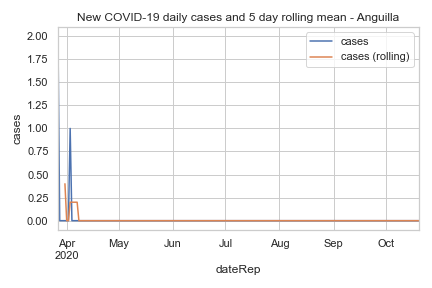 New COVID-19 daily cases and 5 day rolling mean - Anguilla
cases
cases (rolling)
2.00
1.75
1.50
1.25
1.00
0.75
0.50
0.25
0.00
cases
Apr May Jun Jul Aug Sep Oct
2020
dateRep